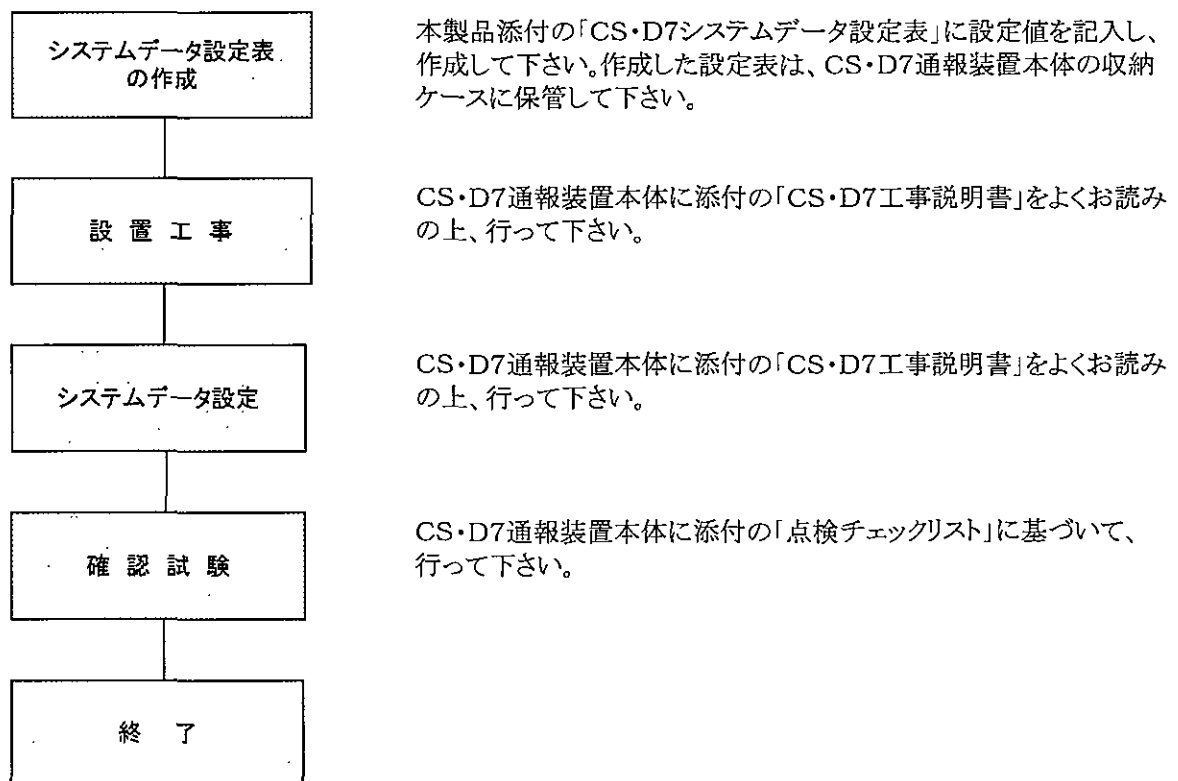 システムデータ設定表
の作成
本製品添付の「CS・D7システムデータ設定表」に設定値を記入し、
作成して下さい。作成した設定表は、CS・D7通報装置本体の収納
ケースに保管して下さい。
設 置 工 事
CS・D7通報装置本体に添付の「CS・D7工事説明書」をよくお読み
の上、行って下さい。
システムデータ設定
CS・D7通報装置本体に添付の「CS・D7工事説明書」をよくお読み
の上、行って下さい。
確 認 試 験
CS・D7通報装置本体に添付の「点検チェックリスト」に基づいて、
行って下さい。
終 了